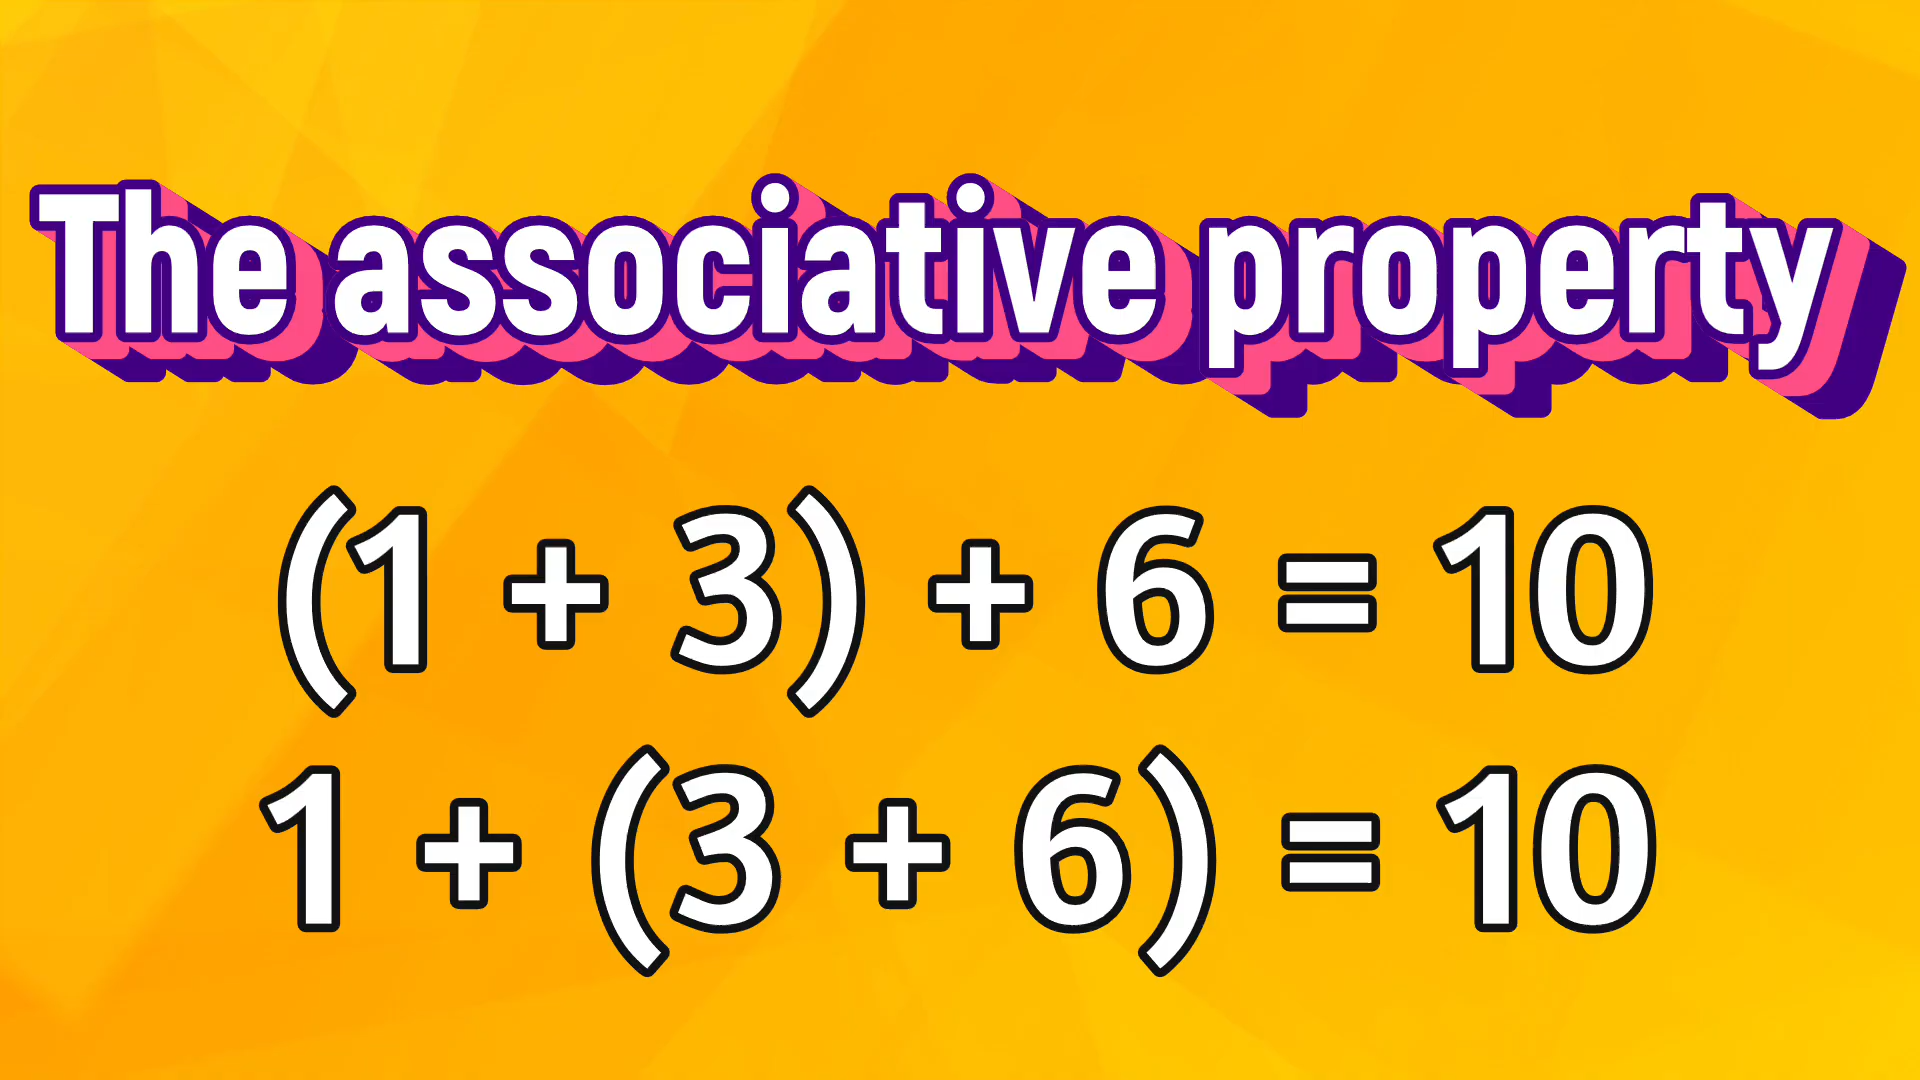 The associative property
(1 + 3) + 6 = 10
1 + (3 + 6) = 10